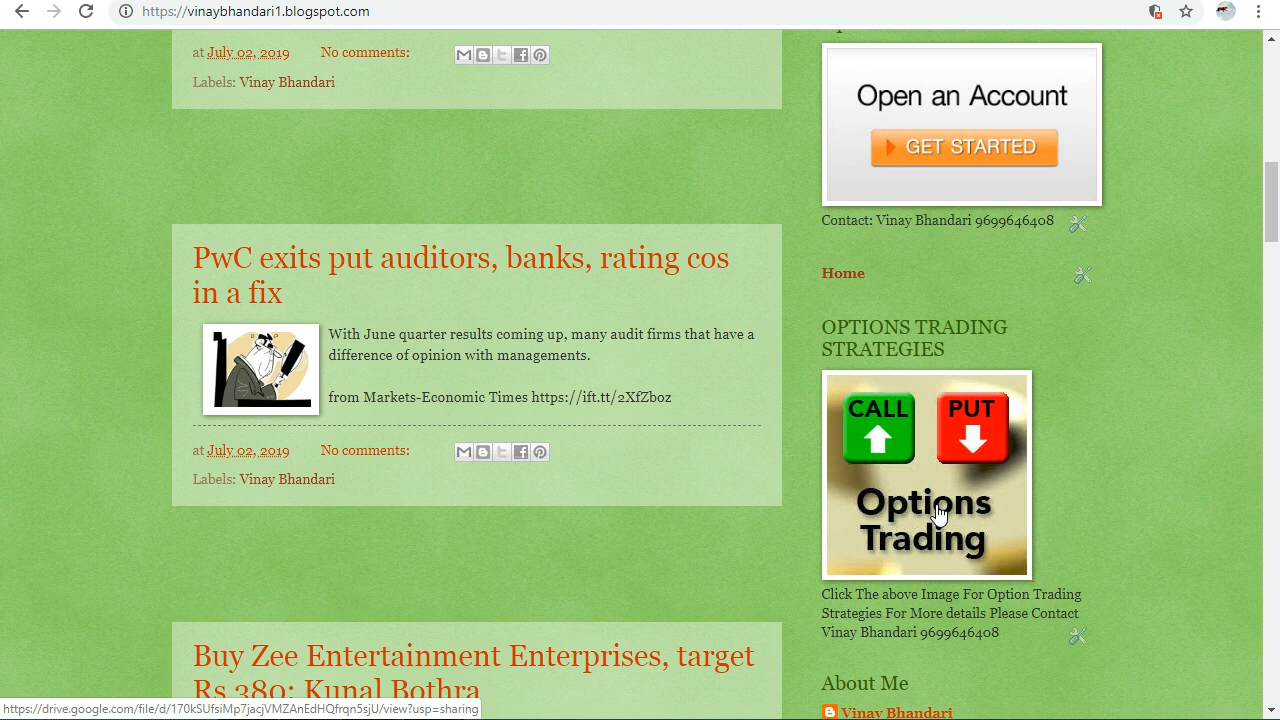 https://vinaybhandari1.blogspot.com
at July 02, 2019 No comments:
Labels: Vinay Bhandari
PwC exits put auditors, banks, rating cos
in a fix
With June quarter results coming up, many audit firms that have a
difference of opinion with managements.
from Markets-Economic Times https://ift.tt/2XfZboz
at July 02, 2019 No comments:
Labels: Vinay Bhandari
Buy Zee Entertainment Enterprises, target
Rs 380: Kunal Bothra
https://drive.google.com/file/d/170kSUfsiMp7jacjVMZAnEdHQfrqn5sjU/view?usp=sharing
Open an Account
GET STARTED
Contact: Vinay Bhandari 9699646408
Home
OPTIONS TRADING
STRATEGIES
CALL PUT
Options
Trading
Click The above Image For Option Trading
Strategies For More details Please Contact
Vinay Bhandari 9699646408
About Me
Vinay Bhandari